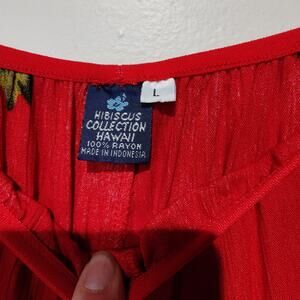 HIBISCUS
COLLECTION
HAWAII
100% RAYON
MADE IN INDONESIA
L